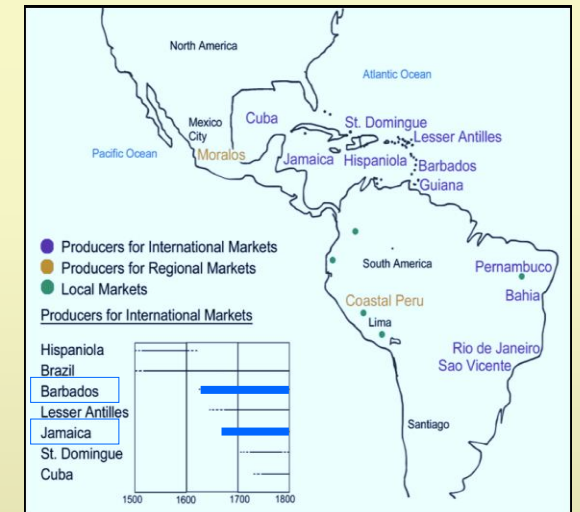 North America
Atlantic Ocean
Cuba
St. Domingue
Mexico
City
Lesser Antilles
Pacific Ocean
Moralos
Jamaica
Hispaniola
Barbados
Guiana
Producers for International Markets
South America
Pernambuco
Producers for Regional Markets
Local Markets
Bahia
Coastal Peru
Producers for International Markets
Lima
Rio de Janeiro
Sao Vicente
Hispaniola
Brazil
Barbados
Lesser Antilles
Jamaica
Santiago
St. Domingue
Cuba
1500 1600 1700 1800